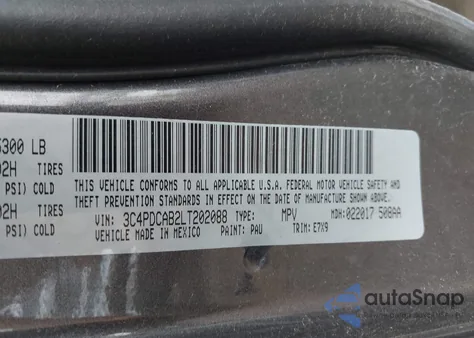 5300 LB
02H TIRES
PSI) COLD
02H TIRES
PSI) COLD
THIS VEHICLE CONFORMS TO ALL APPLICABLE U.S.A. FEDERAL MOTOR VEHICLE SAFETY AND
THEFT PREVENTION STANDARDS IN EFFECT ON THE DATE OF MANUFACTURE SHOWN ABOVE.
VIN: 3C4PDCAB2LT202088 TYPE: MPV MDH: 022017 508AA
VEHICLE MADE IN MEXICO PAINT: PAU TRIM: E7X9
autoSnap